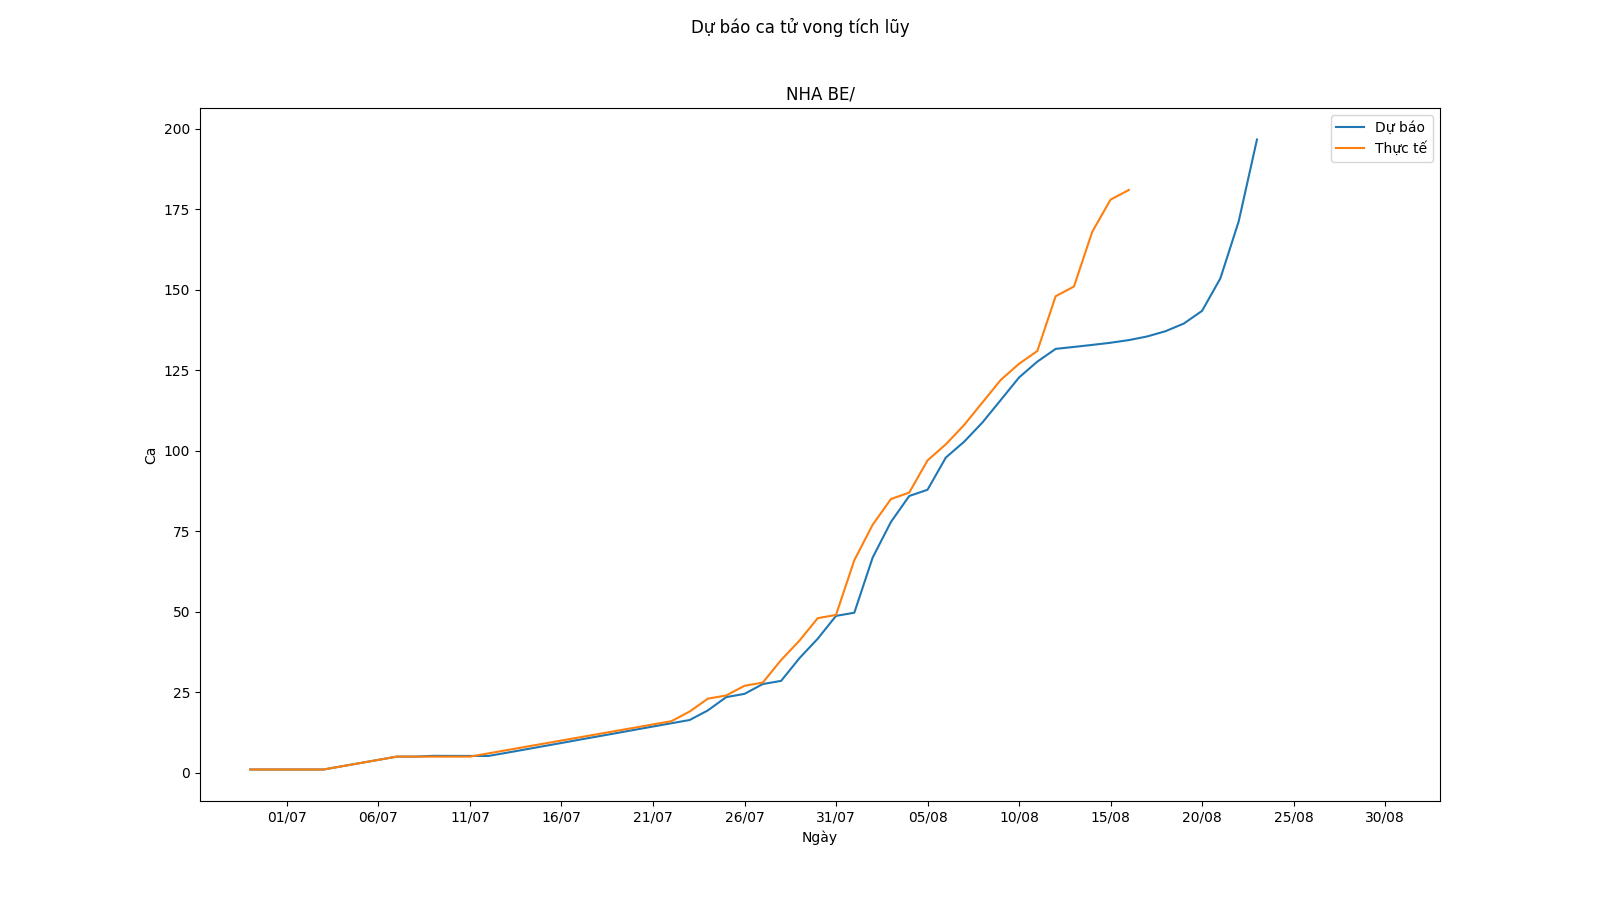 Dự báo ca tử vong tích lũy
NHA BE/
Dự báo
Thực tế
200
175
150
125
100
75
50
25
0
Ca
01/07 06/07 11/07 16/07 21/07 26/07 31/07 05/08 10/08 15/08 20/08 25/08 30/08
Ngày